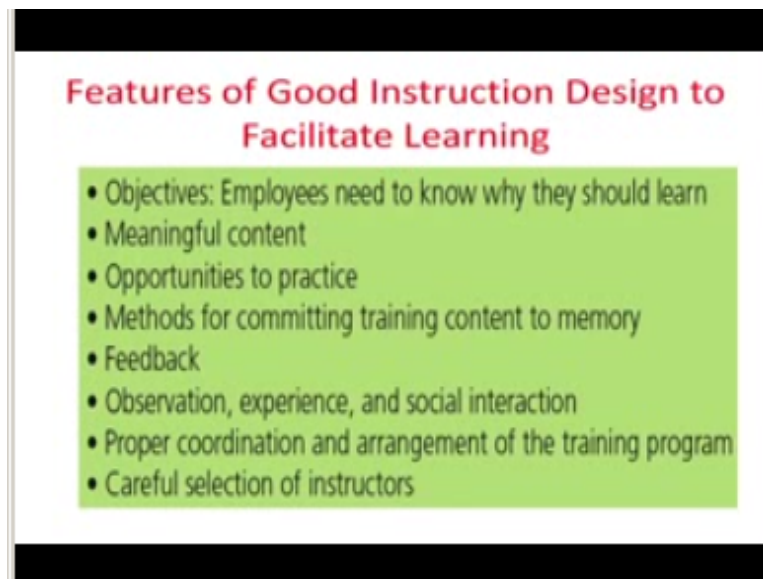 Features of Good Instruction Design to
Facilitate Learning
• Objectives: Employees need to know why they should learn
• Meaningful content
• Opportunities to practice
• Methods for committing training content to memory
• Feedback
• Observation, experience, and social interaction
• Proper coordination and arrangement of the training program
• Careful selection of instructors